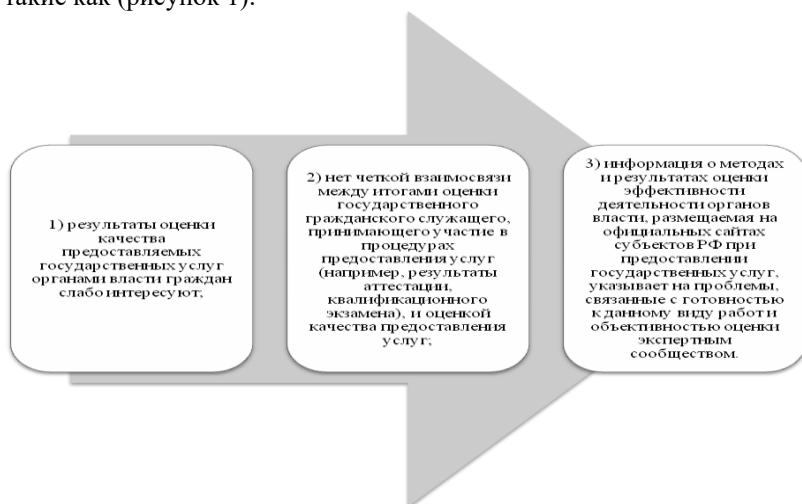 такие как (рисунок 1).
1) результаты оценки
качества
предоставляемых
государственных услуг
органами власти граждан
слабо интересуют;
2) нет четкой взаимосвязи
между итогами оценки
государственного
гражданского служащего,
принимающего участие в
процедурах
предоставления услуг
(например, результаты
аттестации,
квалификационного
экзамена), и оценкой
качества предоставления
услуг;
3) информация о методах
и результатах оценки
эффективности
деятельности органов
власти, размещаемая на
официальных сайтах
субъектов РФ при
предоставлении
государственных услуг,
указывает на проблемы,
связанные с готовностью
к данному виду работ и
объективностью оценки
экспертным
сообществом.